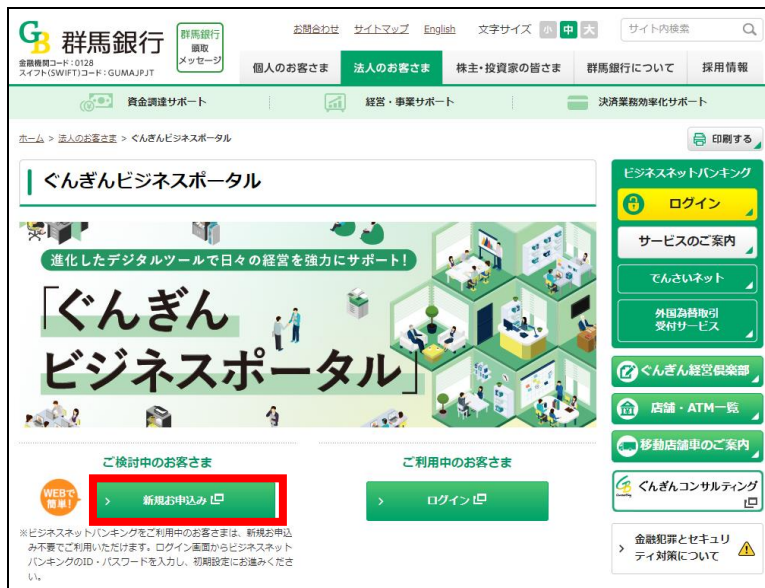 GB 群馬銀行
群馬銀行
頭取
メッセージ
金融機関コード:0128
スイフト(SWIFT)コード:GUMAJPJT
お問合わせ サイトマップ English 文字サイズ 小 中 大 サイト内検索
個人のお客さま 法人のお客さま 株主・投資家の皆さま 群馬銀行について 採用情報
資金調達サポート 経営・事業サポート 決済業務効率化サポート
ホーム > 法人のお客さま > ぐんぎんビジネスポータル
印刷する
ぐんぎんビジネスポータル
進化したデジタルツールで日々の経営を強力にサポート!
「ぐんぎん
ビジネスポータル」
ご検討中のお客さま
WEBで
簡単!
新規お申込み
※ビジネスネットバンキングをご利用中のお客さまは、新規お申込
み不要でご利用いただけます。ログイン画面からビジネスネット
バンキングのID・パスワードを入力し、初期設定にお進みくださ
い。
ご利用中のお客さま
ログイン
ビジネスネットバンキング
ログイン
サービスのご案内
でんさいネット
外国為替取引
受付サービス
ぐんぎん経営倶楽部
店舗・ATM一覧
移動店舗車のご案内
ぐんぎんコンサルティング
金融犯罪とセキュリ
ティ対策について